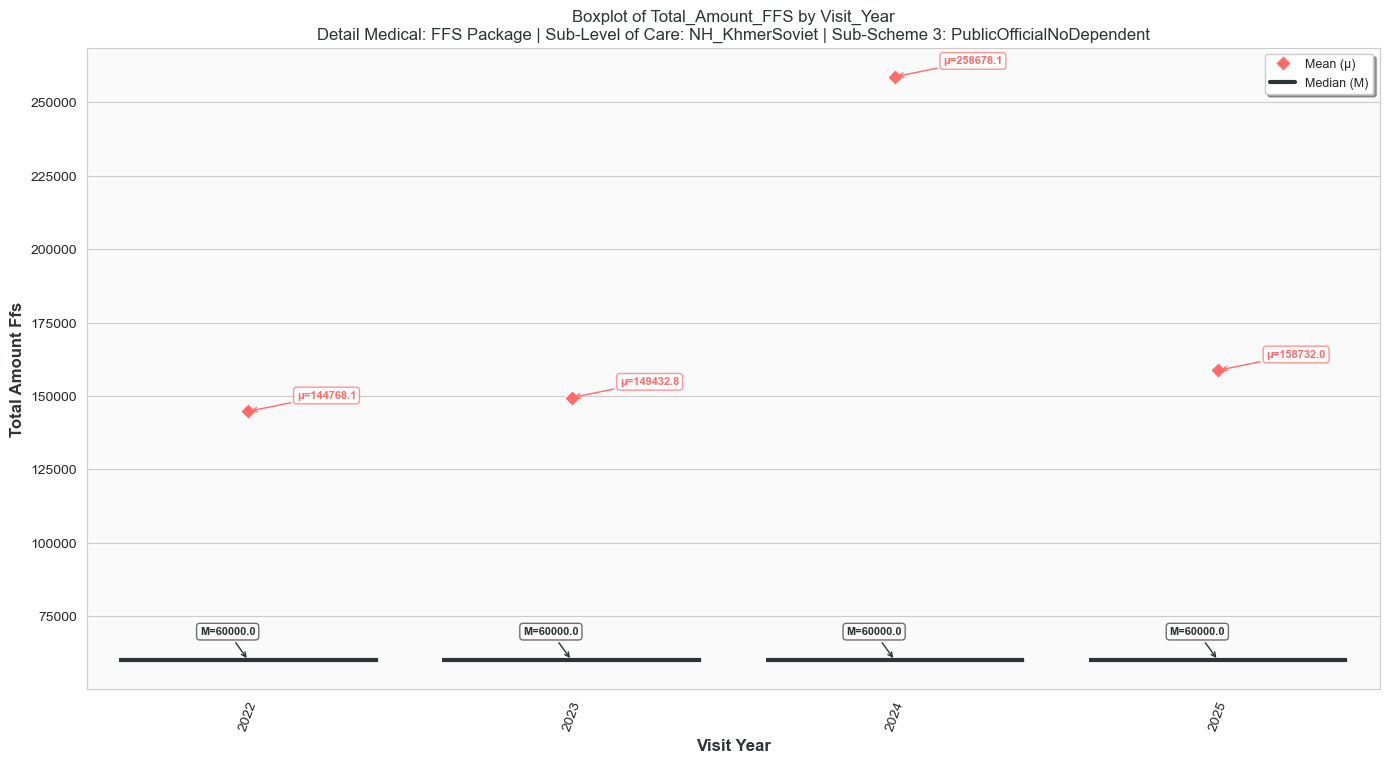 Boxplot of Total_Amount_FFS by Visit_Year
Detail Medical: FFS Package | Sub-Level of Care: NH_KhmerSoviet | Sub-Scheme 3: PublicOfficialNoDependent
Mean (μ)
Median (M)
Total Amount Ffs
250000
225000
200000
175000
150000
125000
100000
75000
μ=144768.1
μ=149432.8
μ=258678.1
μ=158732.0
M=60000.0
M=60000.0
M=60000.0
M=60000.0
2022
2023
2024
2025
Visit Year